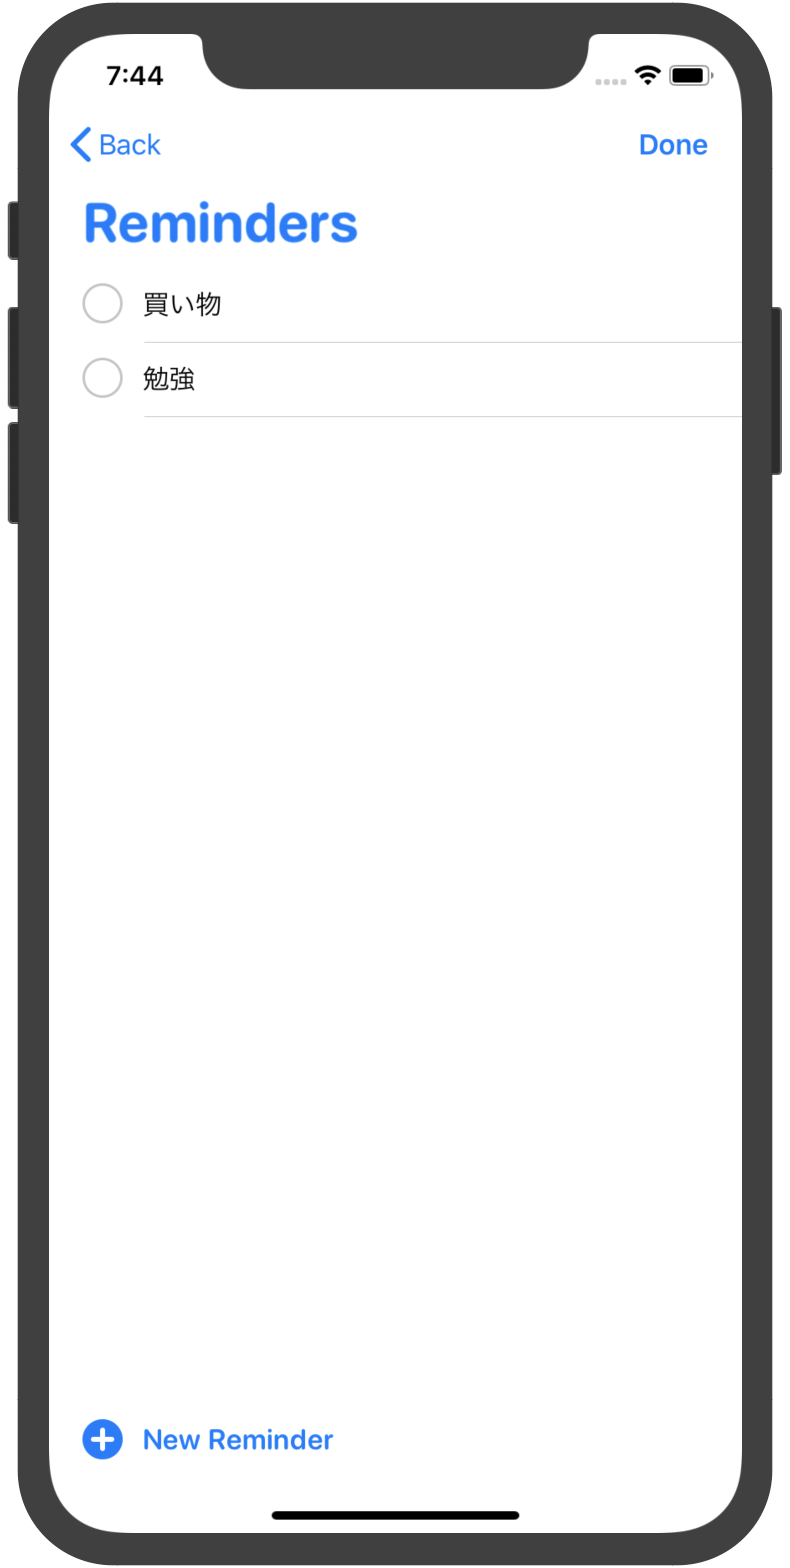 7:44
Back
Done
Reminders
買い物
勉強
New Reminder